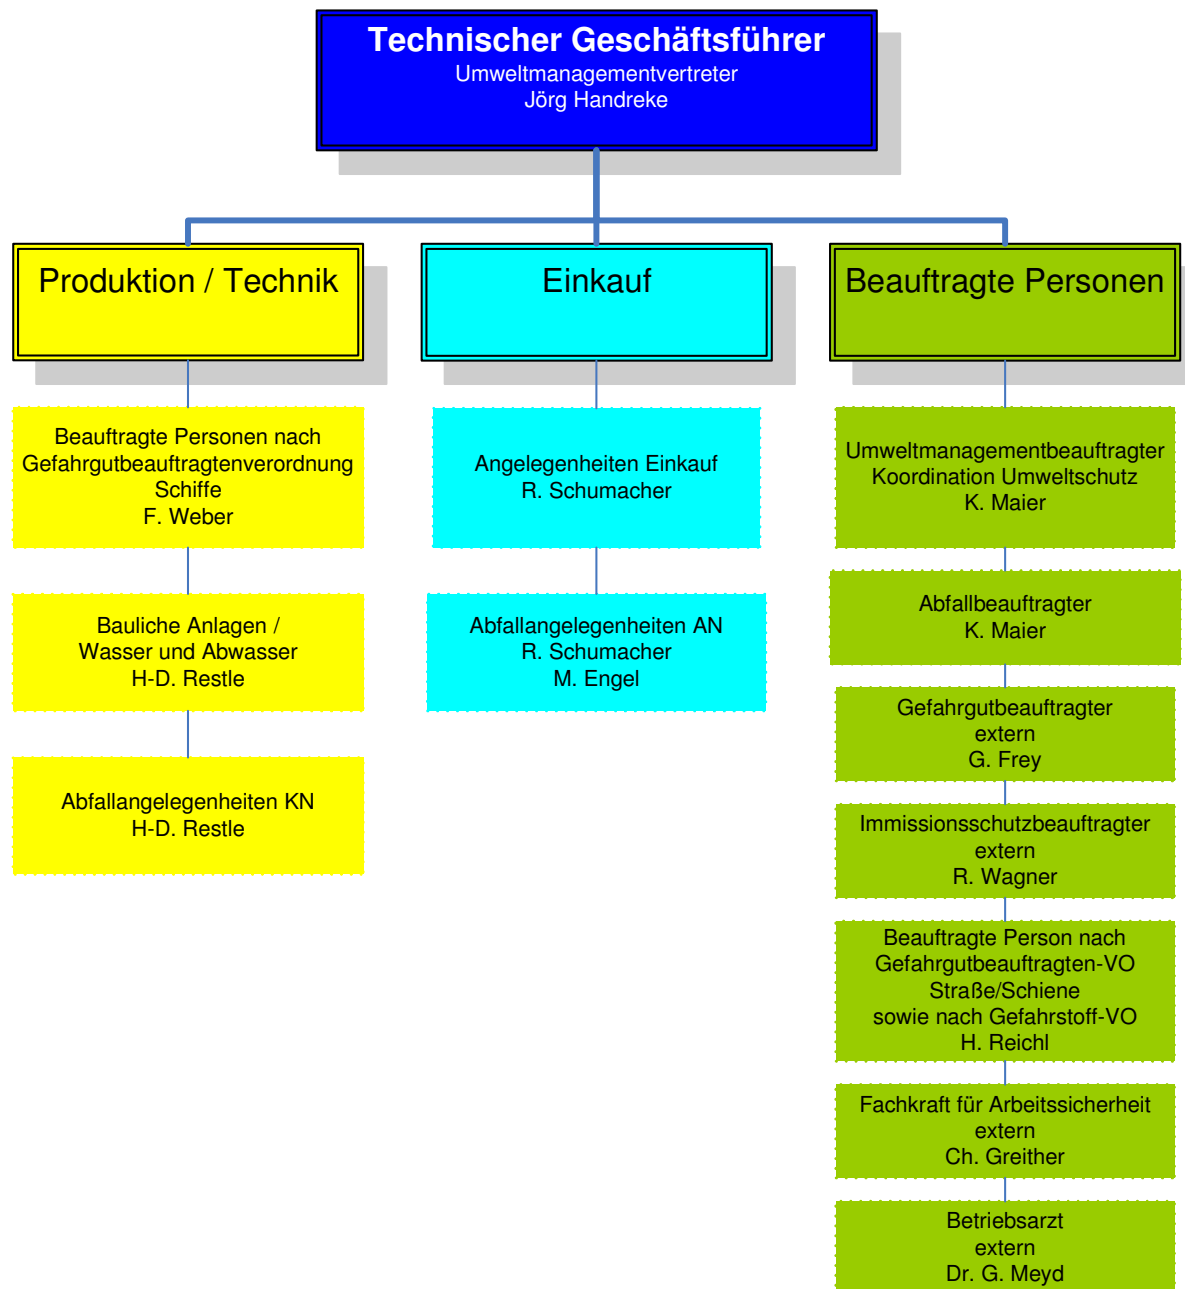 Technischer Geschäftsführer
Umweltmanagementvertreter
Jörg Handreke
Produktion / Technik
Beauftragte Personen nach
Gefahrgutbeauftragtenverordnung
Schiffe
F. Weber
Bauliche Anlagen /
Wasser und Abwasser
H-D. Restle
Abfallangelegenheiten KN
H-D. Restle
Einkauf
Angelegenheiten Einkauf
R. Schumacher
Abfallangelegenheiten AN
R. Schumacher
M. Engel
Beauftragte Personen
Umweltmanagementbeauftragter
Koordination Umweltschutz
K. Maier
Abfallbeauftragter
K. Maier
Gefahrgutbeauftragter
extern
G. Frey
Immissionsschutzbeauftragter
extern
R. Wagner
Beauftragte Person nach
Gefahrgutbeauftragten-VO
Straße/Schiene
sowie nach Gefahrstoff-VO
H. Reichl
Fachkraft für Arbeitssicherheit
extern
Ch. Greither
Betriebsarzt
extern
Dr. G. Meyd